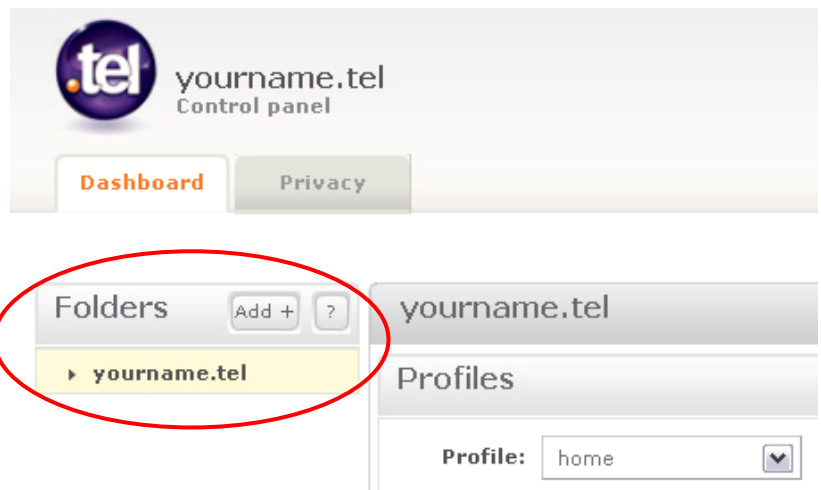 .tel
yourname.tel
Control panel
Dashboard Privacy
Folders Add + ?
yourname.tel
yourname.tel
Profiles
Profile: home